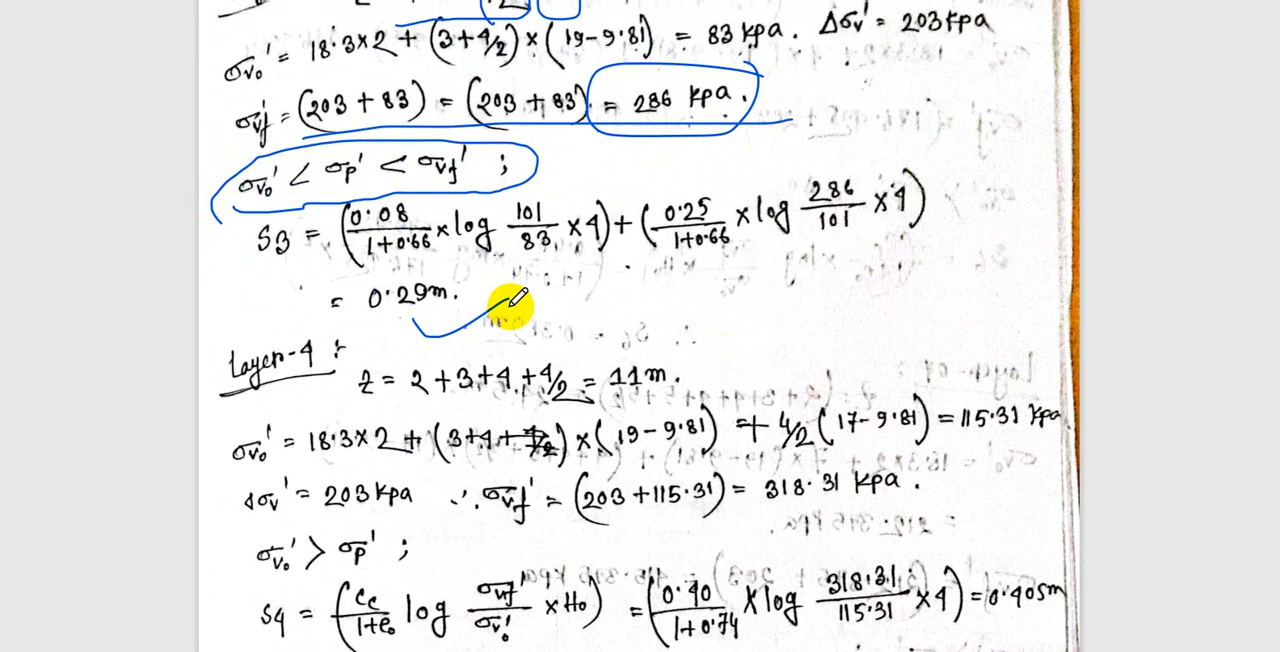 σv₀' = 18.3×2 + (3+4/2)×(19-9.81) = 83 kpa. Δσv' = 203kpa
σvf' = (203 + 83) = (203 + 83) = 286 kpa.
σv₀' < σp' < σvf' ;
S3 = (0.08/1+0.66 × log 101/83 ×4) + (0.25/1+0.66 × log 286/101 ×4)
= 0.29m.
Layer-4 :
z = 2+3+4+4/2 = 11m.
σv₀' = 18.3×2 + (3+4)×(19-9.81) + 4/2 (17-9.81) = 115.31 kpa
Δσv' = 203 kpa ∴ σvf' = (203+115.31) = 318.31 kpa.
σv₀' > σp' ;
S4 = (Cc/1+e₀ log σvf'/σv₀' × H₀) = (0.40/1+0.74 × log 318.31/115.31 ×4) = 0.405m